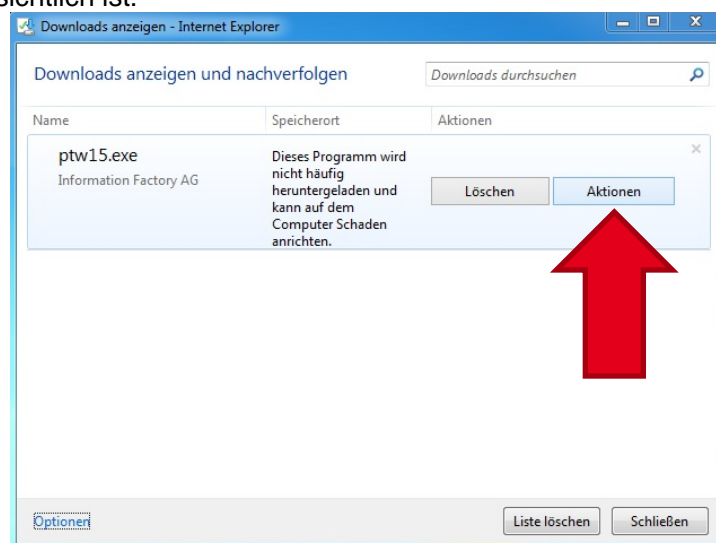 Downloads anzeigen - Internet Explorer
Downloads anzeigen und nachverfolgen
Downloads durchsuchen
Name
Speicherort
Aktionen
ptw15.exe
Information Factory AG
Dieses Programm wird
nicht häufig
heruntergeladen und
kann auf dem
Computer Schaden
anrichten.
Löschen
Aktionen
Optionen
Liste löschen
Schließen